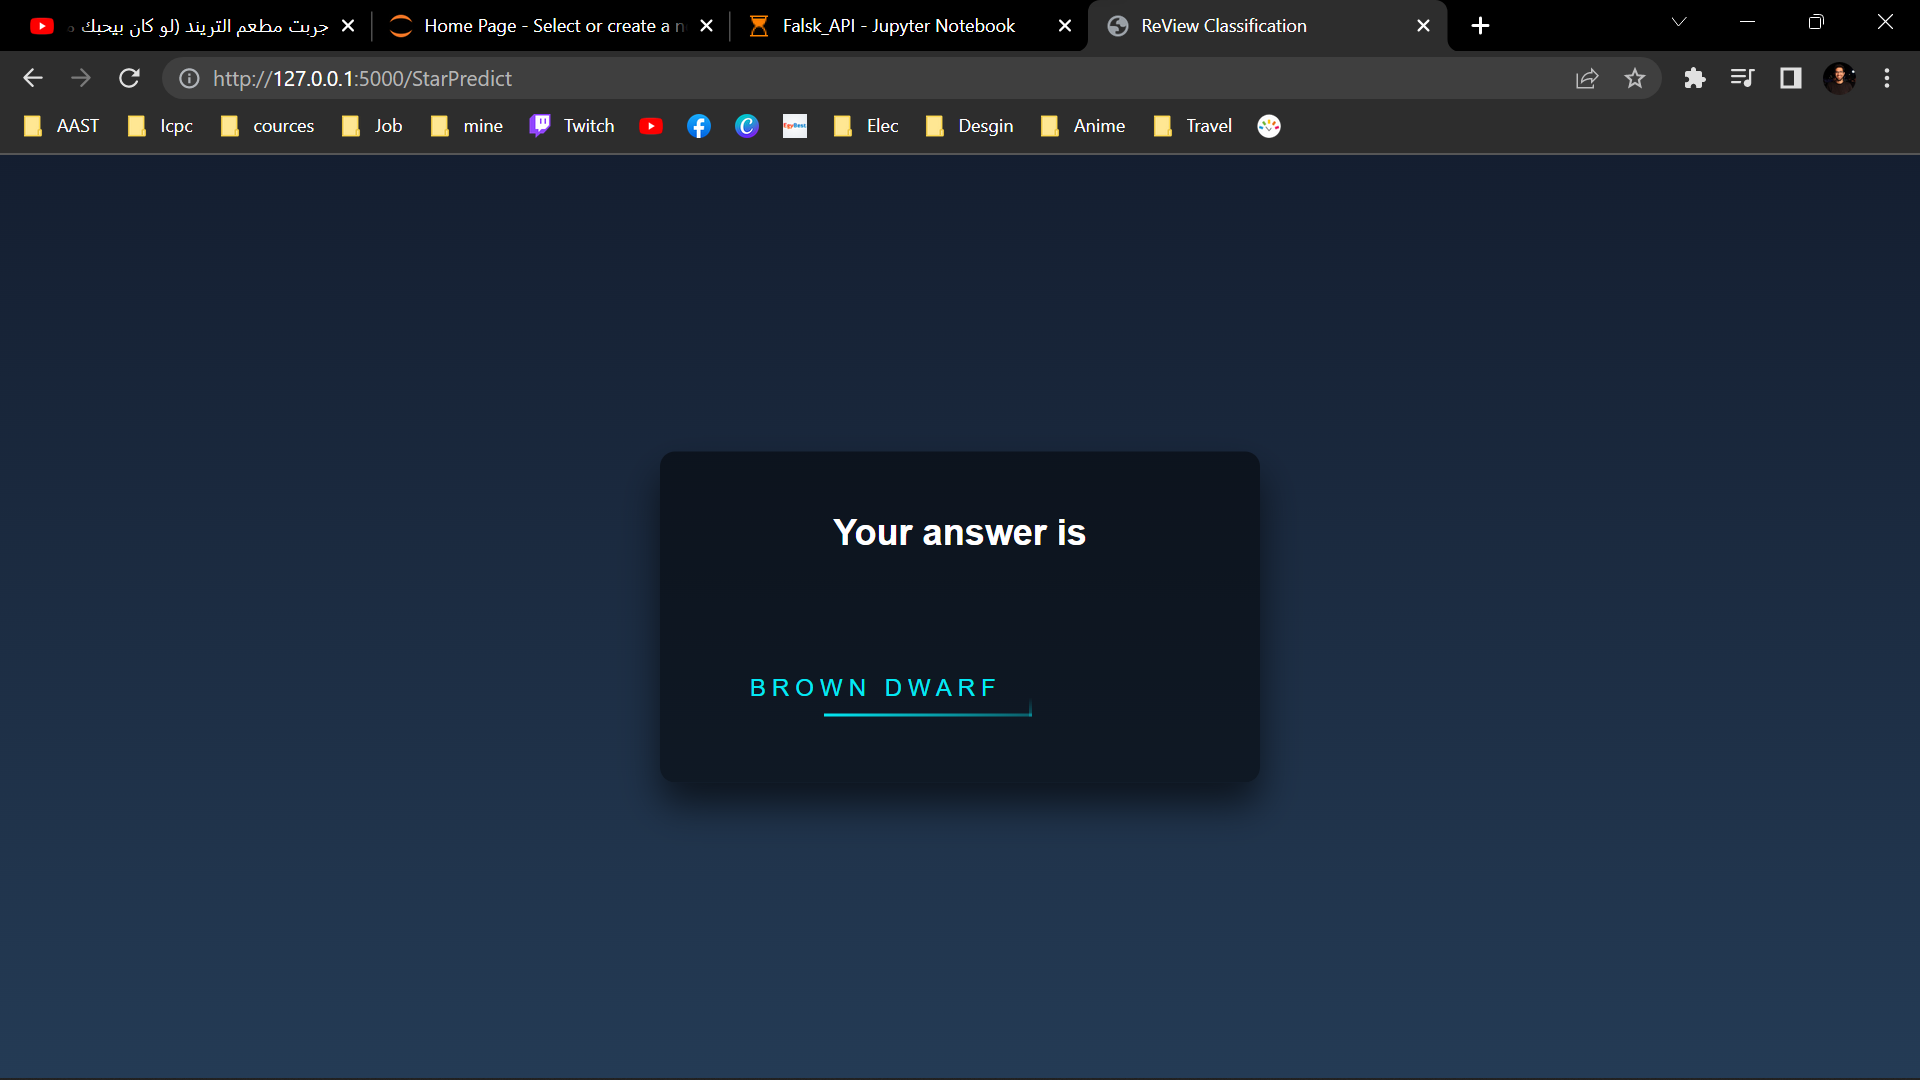 جربت مطعم التريند (لو كان بيحبك
Home Page - Select or create a n
Falsk_API - Jupyter Notebook
ReView Classification
http://127.0.0.1:5000/StarPredict
AAST
Icpc
cources
Job
mine
Twitch
Elec
Desgin
Anime
Travel
Your answer is
BROWN DWARF